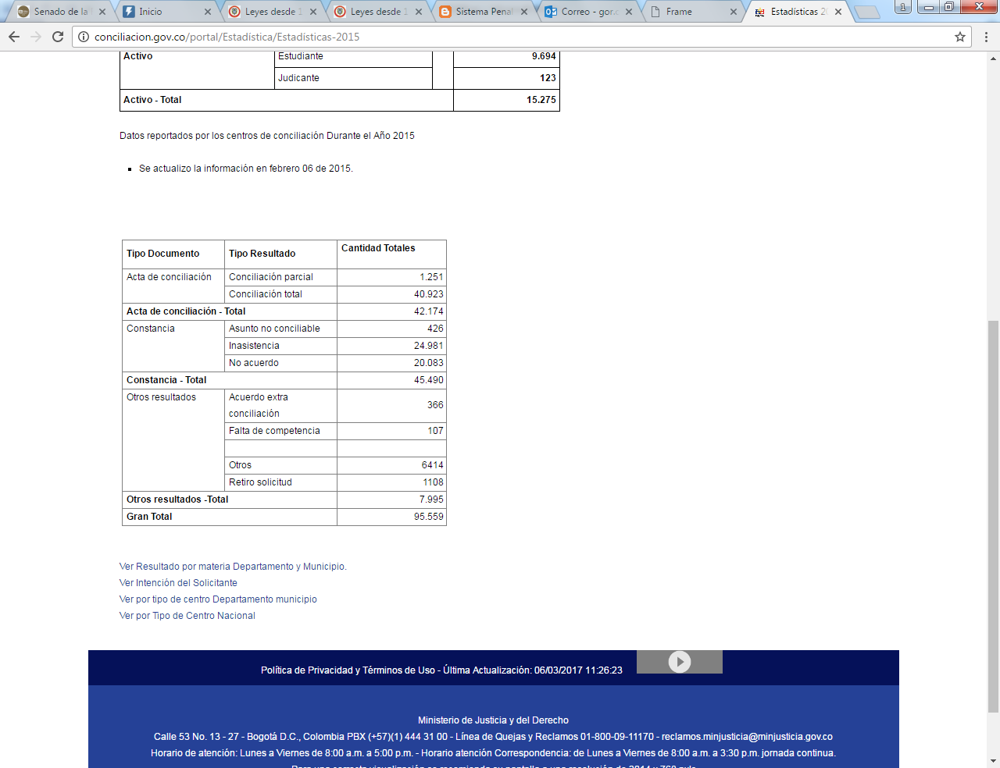 Senado de la
Inicio
Leyes desde 1
Leyes desde 1
Sistema Penal
Correo - gor.c
Frame
Estadísticas 20
1
conciliacion.gov.co/portal/Estadística/Estadísticas-2015
Activo Estudiante 9.694
Judicante 123
Activo - Total 15.275
Datos reportados por los centros de conciliación Durante el Año 2015
Se actualizo la información en febrero 06 de 2015.
Tipo Documento Tipo Resultado Cantidad Totales
Acta de conciliación Conciliación parcial 1.251
Conciliación total 40.923
Acta de conciliación - Total 42.174
Constancia Asunto no conciliable 426
Inasistencia 24.981
No acuerdo 20.083
Constancia - Total 45.490
Otros resultados Acuerdo extra
conciliación 366
Falta de competencia 107
Otros 6414
Retiro solicitud 1108
Otros resultados -Total 7.995
Gran Total 95.559
Ver Resultado por materia Departamento y Municipio.
Ver Intención del Solicitante
Ver por tipo de centro Departamento municipio
Ver por Tipo de Centro Nacional
Política de Privacidad y Términos de Uso - Última Actualización: 06/03/2017 11:26:23
Ministerio de Justicia y del Derecho
Calle 53 No. 13 - 27 - Bogotá D.C., Colombia PBX (+57)(1) 444 31 00 - Línea de Quejas y Reclamos 01-800-09-11170 - reclamos.minjusticia@minjusticia.gov.co
Horario de atención: Lunes a Viernes de 8:00 a.m. a 5:00 p.m. - Horario atención Correspondencia: de Lunes a Viernes de 8:00 a.m. a 3:30 p.m. jornada continua.